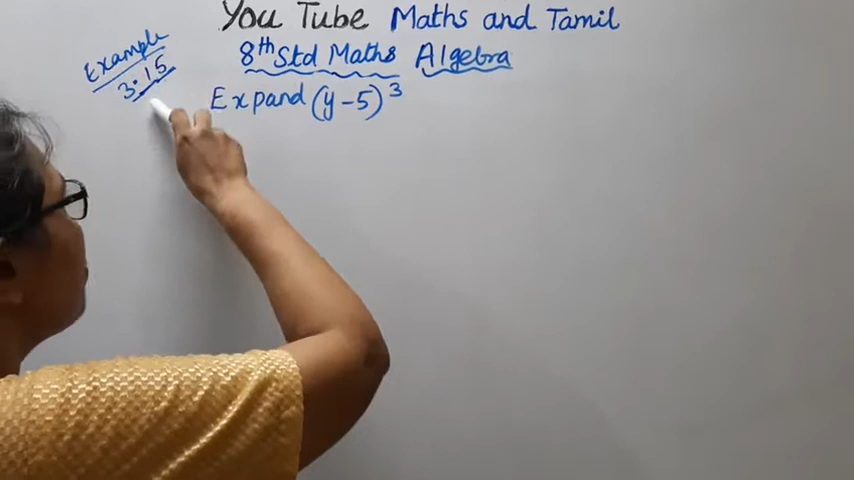 You Tube Maths and Tamil
8th Std Maths Algebra
Example
3.15
Expand (y-5)³